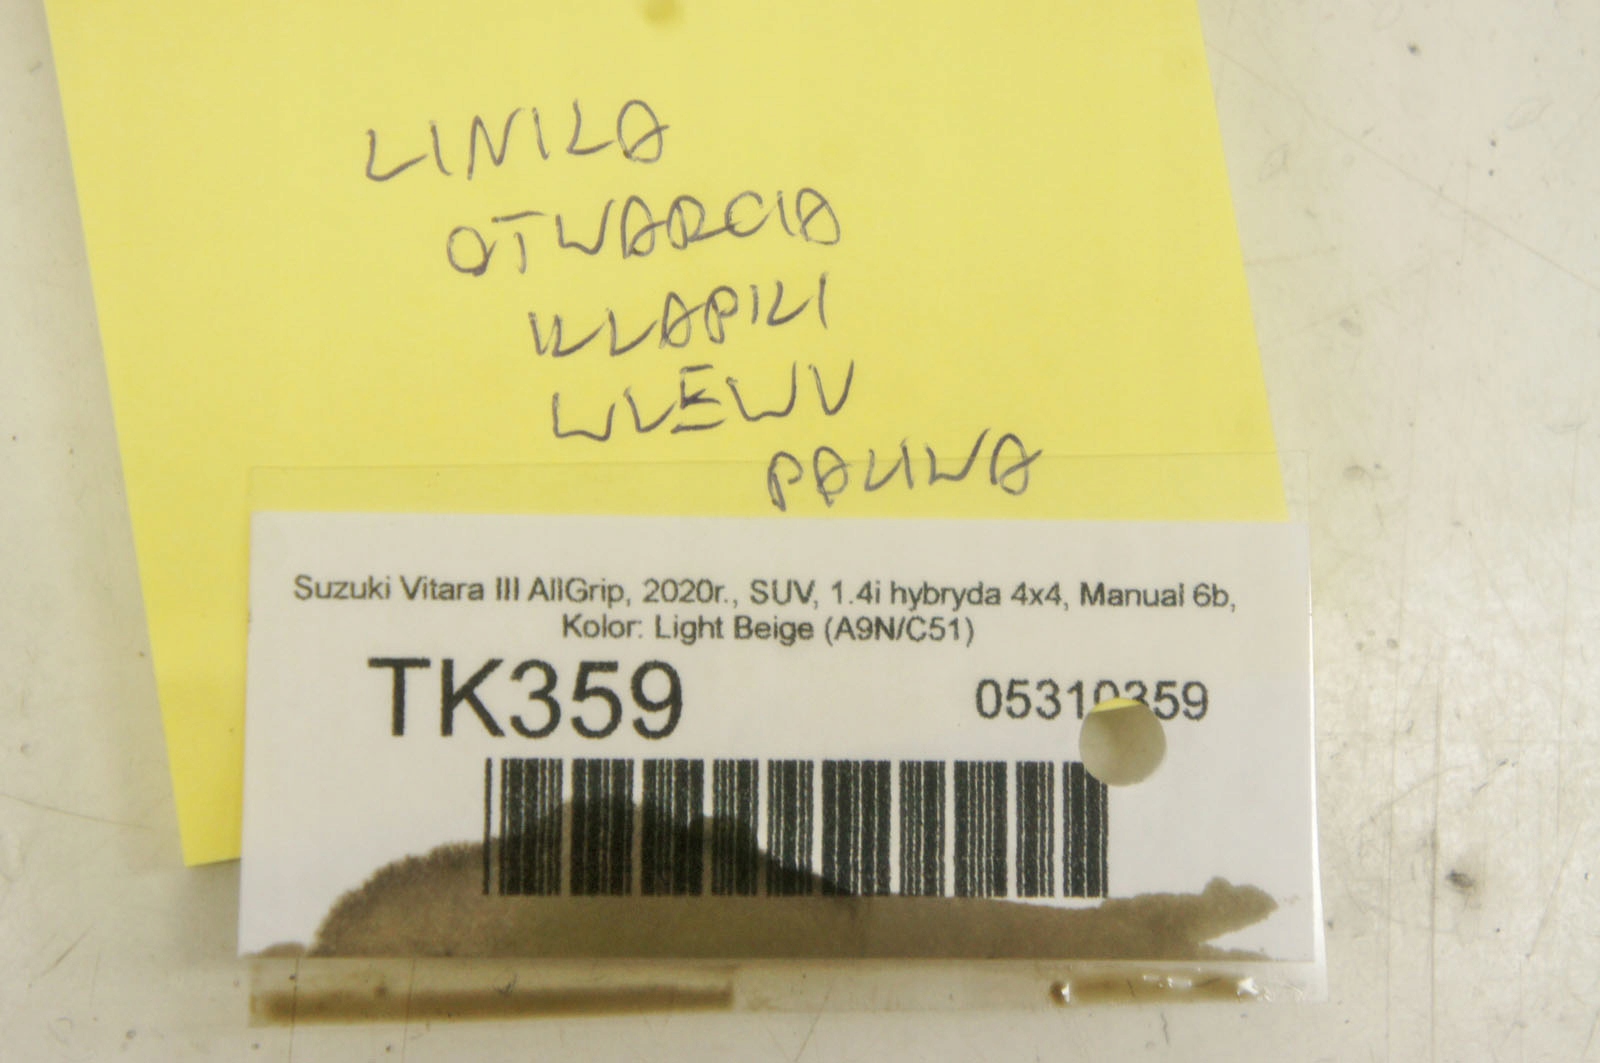 LINKA
OTWARCIA
KLAPKI
WLEWU
PALIWA
Suzuki Vitara III AllGrip, 2020r., SUV, 1.4i hybryda 4x4, Manual 6b,
Kolor: Light Beige (A9N/C51)
TK359
05310359